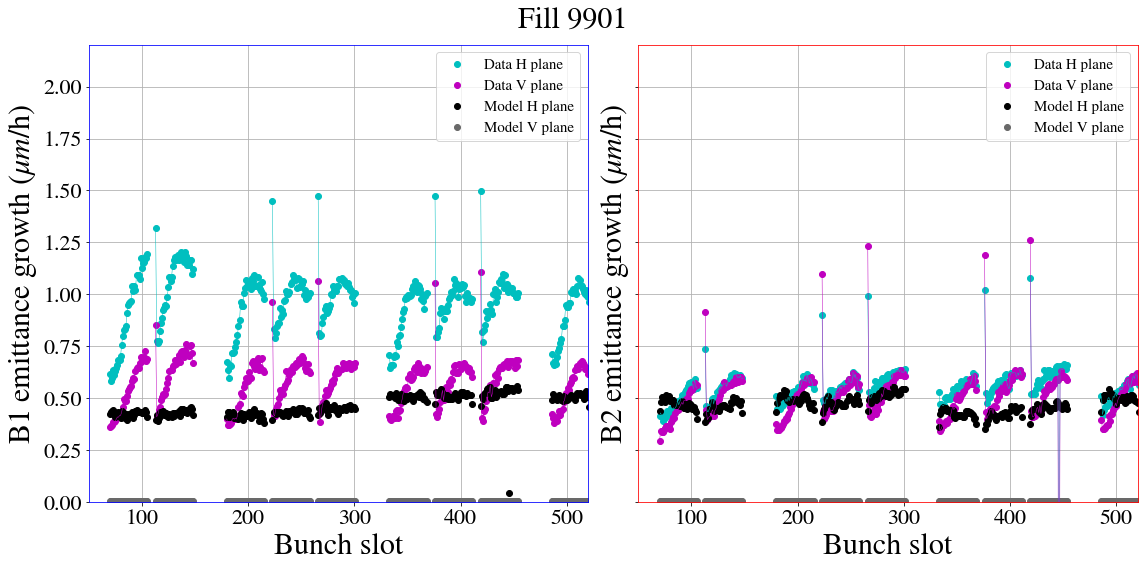 Fill 9901
B1 emittance growth (μm/h)
2.00
1.75
1.50
1.25
1.00
0.75
0.50
0.25
0.00
100
200
300
400
500
Bunch slot
Data H plane
Data V plane
Model H plane
Model V plane
B2 emittance growth (μm/h)
100
200
300
400
500
Bunch slot
Data H plane
Data V plane
Model H plane
Model V plane